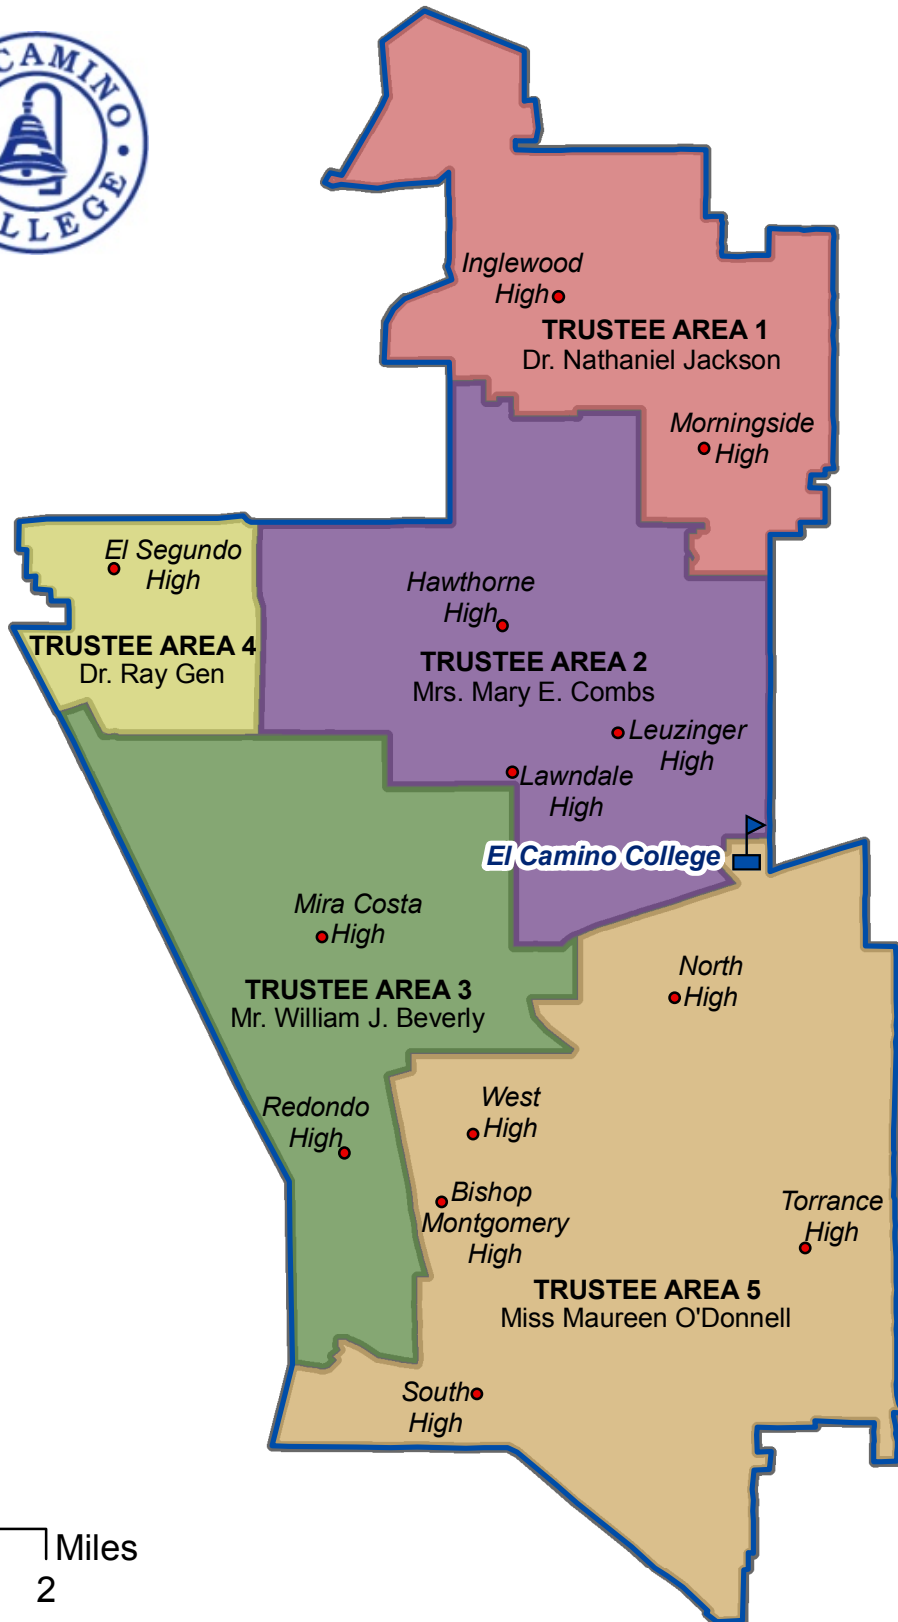 CAMINO
LLEGE
Inglewood
High
TRUSTEE AREA 1
Dr. Nathaniel Jackson
Morningside
High
El Segundo
High
Hawthorne
High
TRUSTEE AREA 4
Dr. Ray Gen
TRUSTEE AREA 2
Mrs. Mary E. Combs
Leuzinger
High
Lawndale
High
El Camino College
Mira Costa
High
North
High
TRUSTEE AREA 3
Mr. William J. Beverly
West
High
Redondo
High
Bishop
Montgomery
High
Torrance
High
TRUSTEE AREA 5
Miss Maureen O'Donnell
South
High
Miles
2